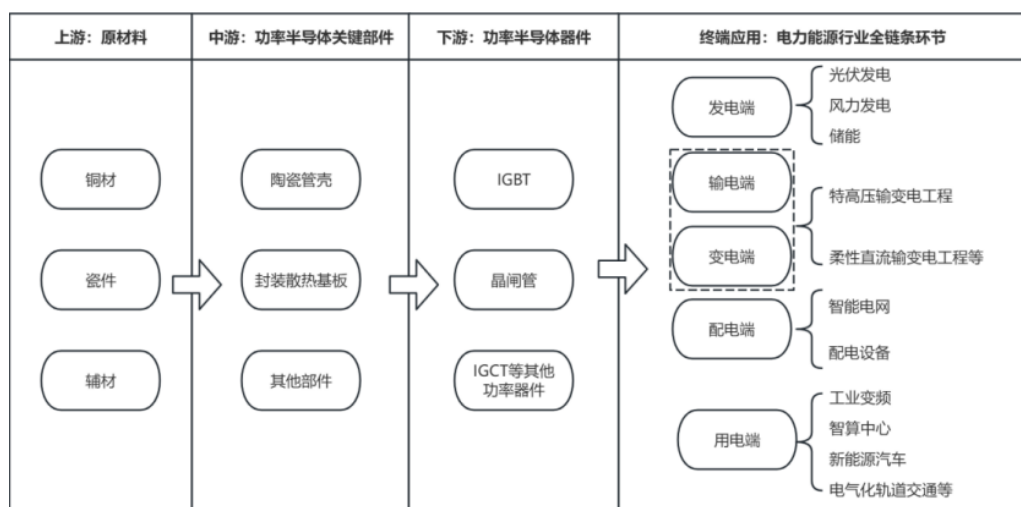 上游：原材料
中游：功率半导体关键部件
下游：功率半导体器件
终端应用：电力能源行业全链条环节
铜材
瓷件
辅材
陶瓷管壳
封装散热基板
其他部件
IGBT
晶闸管
IGCT等其他
功率器件
发电端
光伏发电
风力发电
储能
输电端
变电端
特高压输变电工程
柔性直流输变电工程等
配电端
智能电网
配电设备
用电端
工业变频
智算中心
新能源汽车
电气化轨道交通等